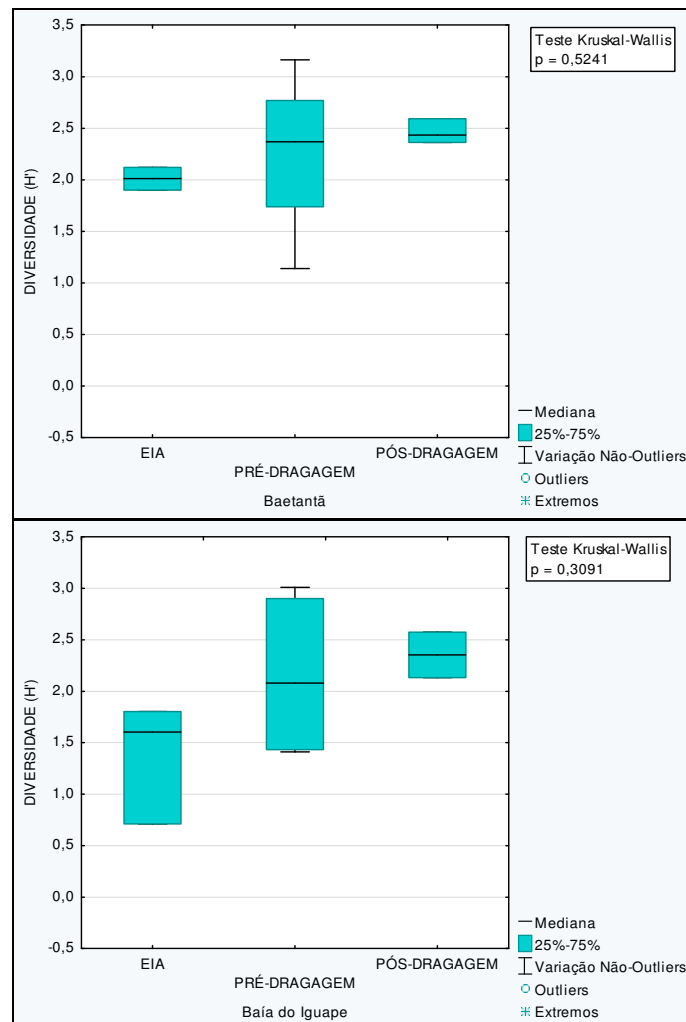 Teste Kruskal-Wallis
p = 0,5241
3,5
3,0
2,5
2,0
1,5
1,0
0,5
0,0
-0,5
DIVERSIDADE (H')
EIA
PRÉ-DRAGAGEM
PÓS-DRAGAGEM
Baetantã
Mediana
25%-75%
Variação Não-Outliers
Outliers
Extremos
Teste Kruskal-Wallis
p = 0,3091
3,5
3,0
2,5
2,0
1,5
1,0
0,5
0,0
-0,5
DIVERSIDADE (H')
EIA
PRÉ-DRAGAGEM
PÓS-DRAGAGEM
Baía do Iguape
Mediana
25%-75%
Variação Não-Outliers
Outliers
Extremos